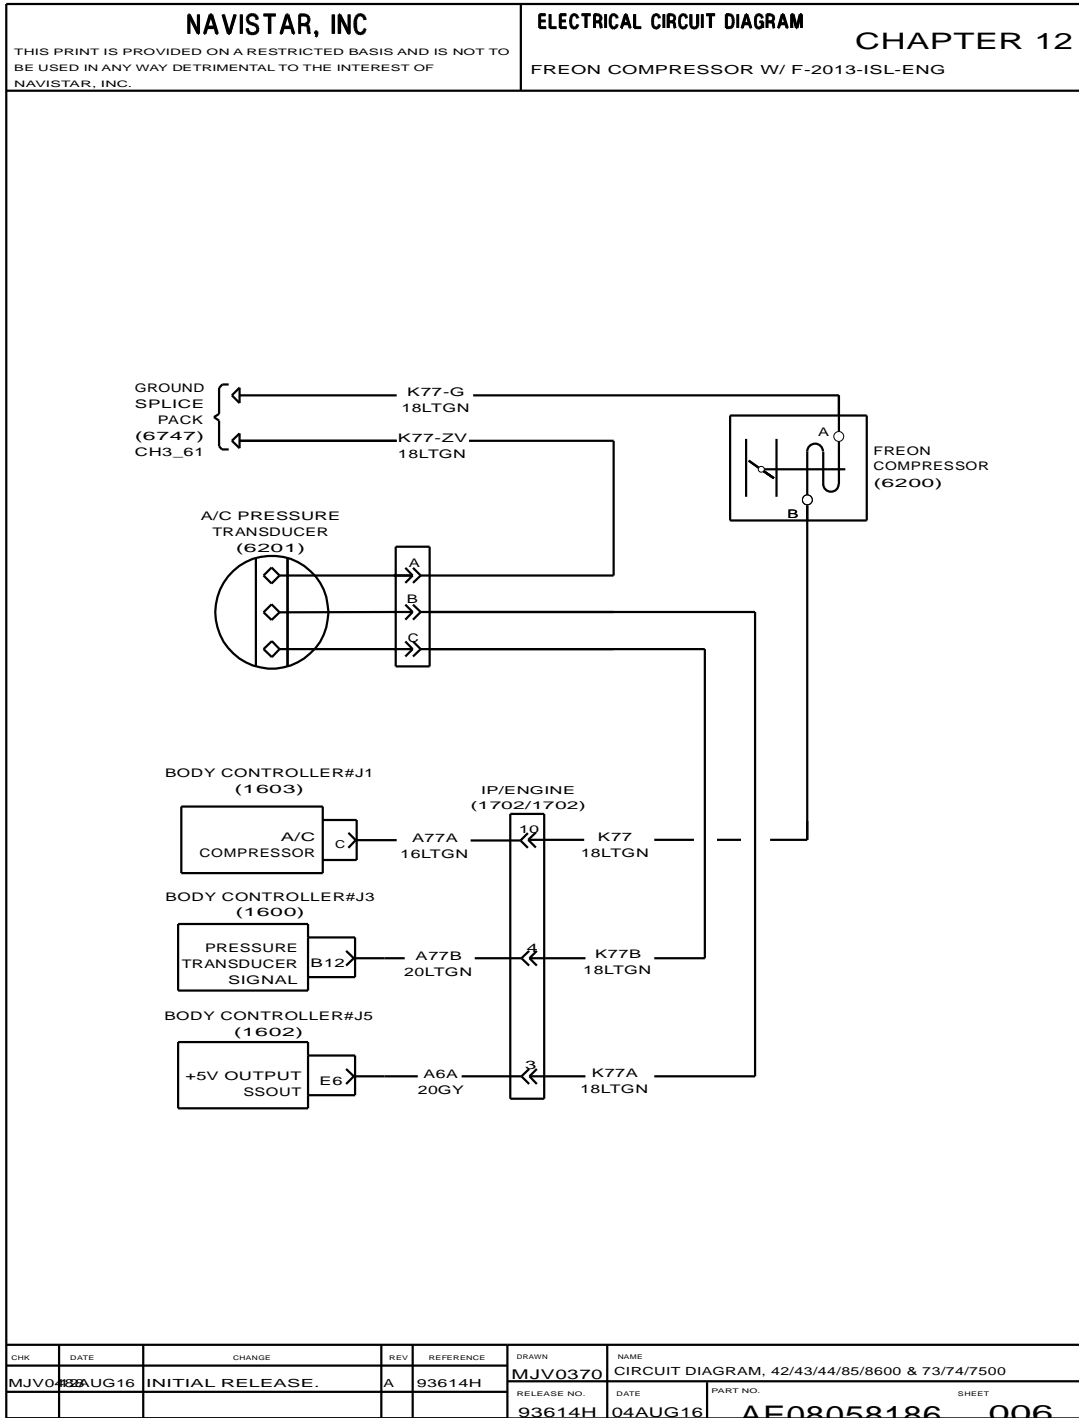 NAVISTAR, INC
THIS PRINT IS PROVIDED ON A RESTRICTED BASIS AND IS NOT TO
BE USED IN ANY WAY DETRIMENTAL TO THE INTEREST OF
NAVISTAR, INC.
ELECTRICAL CIRCUIT DIAGRAM
CHAPTER 12
FREON COMPRESSOR W/ F-2013-ISL-ENG
GROUND
SPLICE
PACK
(6747)
CH3_61
K77-G
18LTGN
K77-ZV
18LTGN
A
B
FREON
COMPRESSOR
(6200)
A/C PRESSURE
TRANSDUCER
(6201)
A
B
C
BODY CONTROLLER#J1
(1603)
A/C
COMPRESSOR
C
A77A
16LTGN
IP/ENGINE
(1702/1702)
10
K77
18LTGN
BODY CONTROLLER#J3
(1600)
PRESSURE
TRANSDUCER
SIGNAL
B12
A77B
20LTGN
4
K77B
18LTGN
BODY CONTROLLER#J5
(1602)
+5V OUTPUT
SSOUT
E6
A6A
20GY
3
K77A
18LTGN
CHK DATE CHANGE REV REFERENCE
AUG16 INITIAL RELEASE. A 93614H
DRAWN
MJV0370
NAME
CIRCUIT DIAGRAM, 42/43/44/85/8600 & 73/74/7500
RELEASE NO.
93614H
DATE
04AUG16
PART NO.
AE08058186
SHEET
006